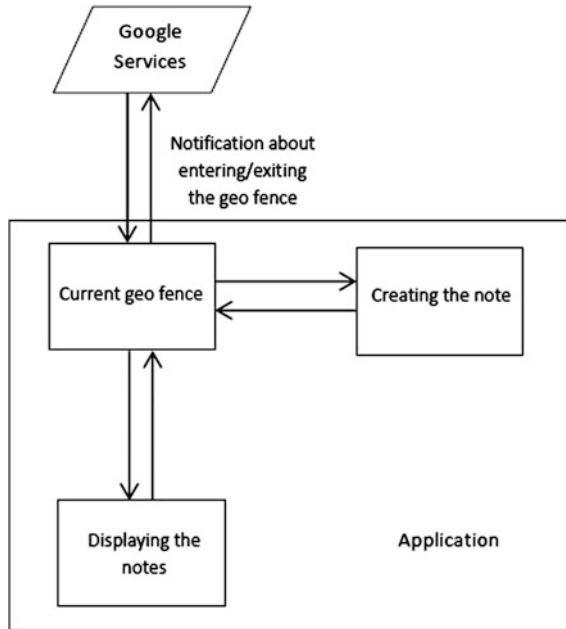 Google
Services
Notification about
entering/exiting
the geo fence
Current geo fence
Creating the note
Displaying the
notes
Application